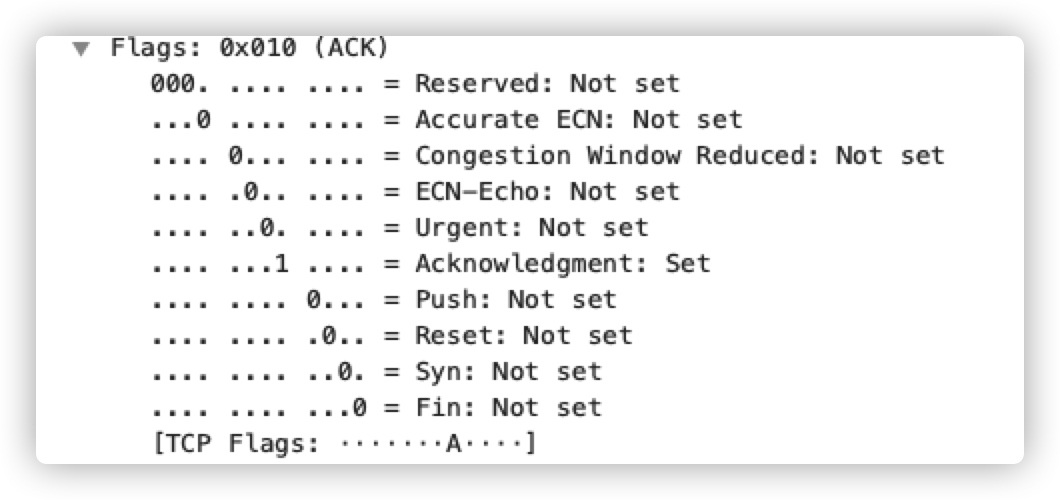 ▼ Flags: 0x010 (ACK)
000. .... .... = Reserved: Not set
...0 .... .... = Accurate ECN: Not set
.... 0... .... = Congestion Window Reduced: Not set
.... .0.. .... = ECN-Echo: Not set
.... ..0. .... = Urgent: Not set
.... ...1 .... = Acknowledgment: Set
.... .... 0... = Push: Not set
.... .... .0.. = Reset: Not set
.... .... ..0. = Syn: Not set
.... .... ...0 = Fin: Not set
[TCP Flags: ·······A····]